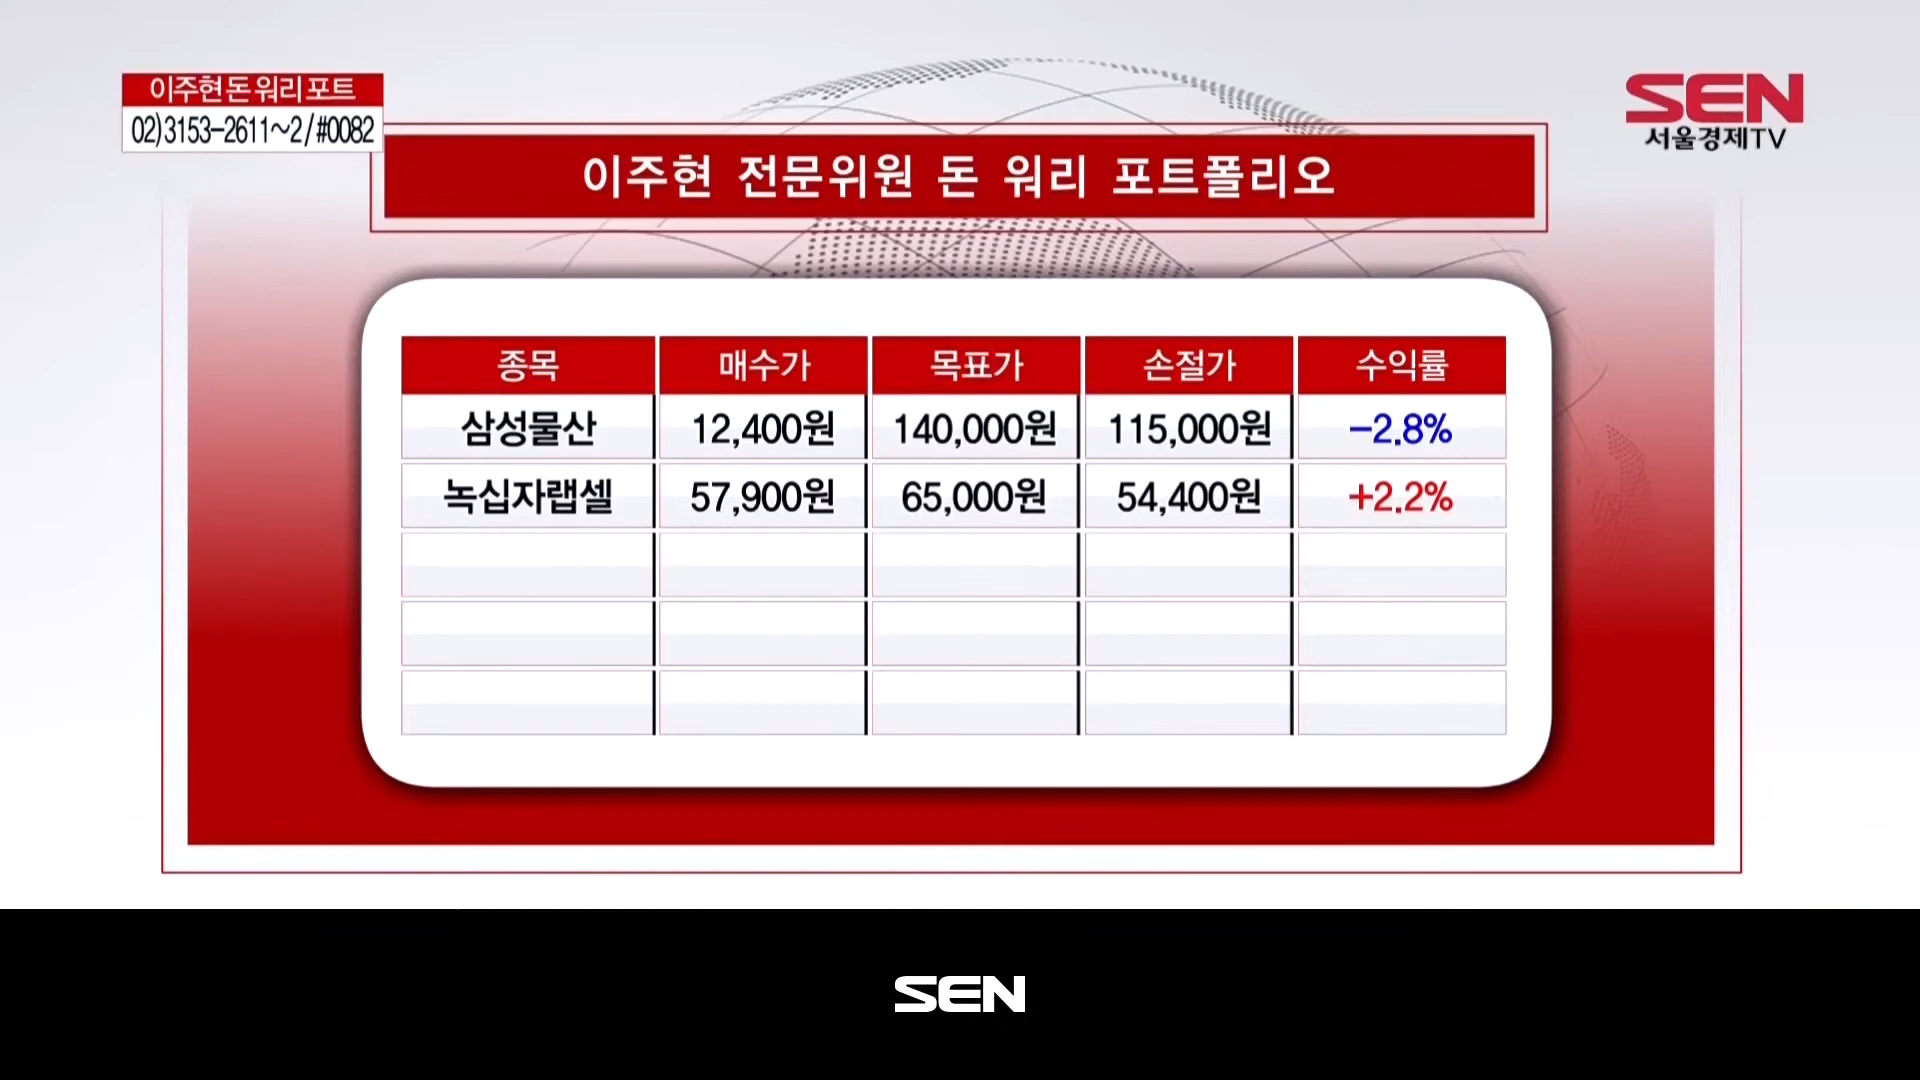 이주현 돈 워리 포트
02)3153-2611~2/#0082
SEN
서울경제TV
이주현 전문위원 돈 워리 포트폴리오
종목 매수가 목표가 손절가 수익률
삼성물산 12,400원 140,000원 115,000원 -2.8%
녹십자랩셀 57,900원 65,000원 54,400원 +2.2%
SEN